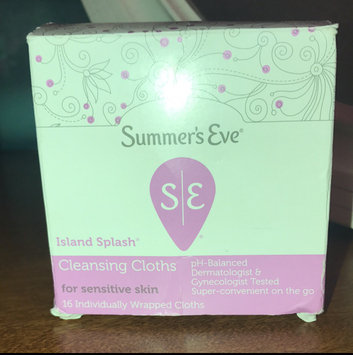 Summer's Eve®
S|E
Island Splash®
Cleansing Cloths
for sensitive skin
16 Individually Wrapped Cloths
pH-Balanced
Dermatologist &
Gynecologist Tested
Super-convenient on the go